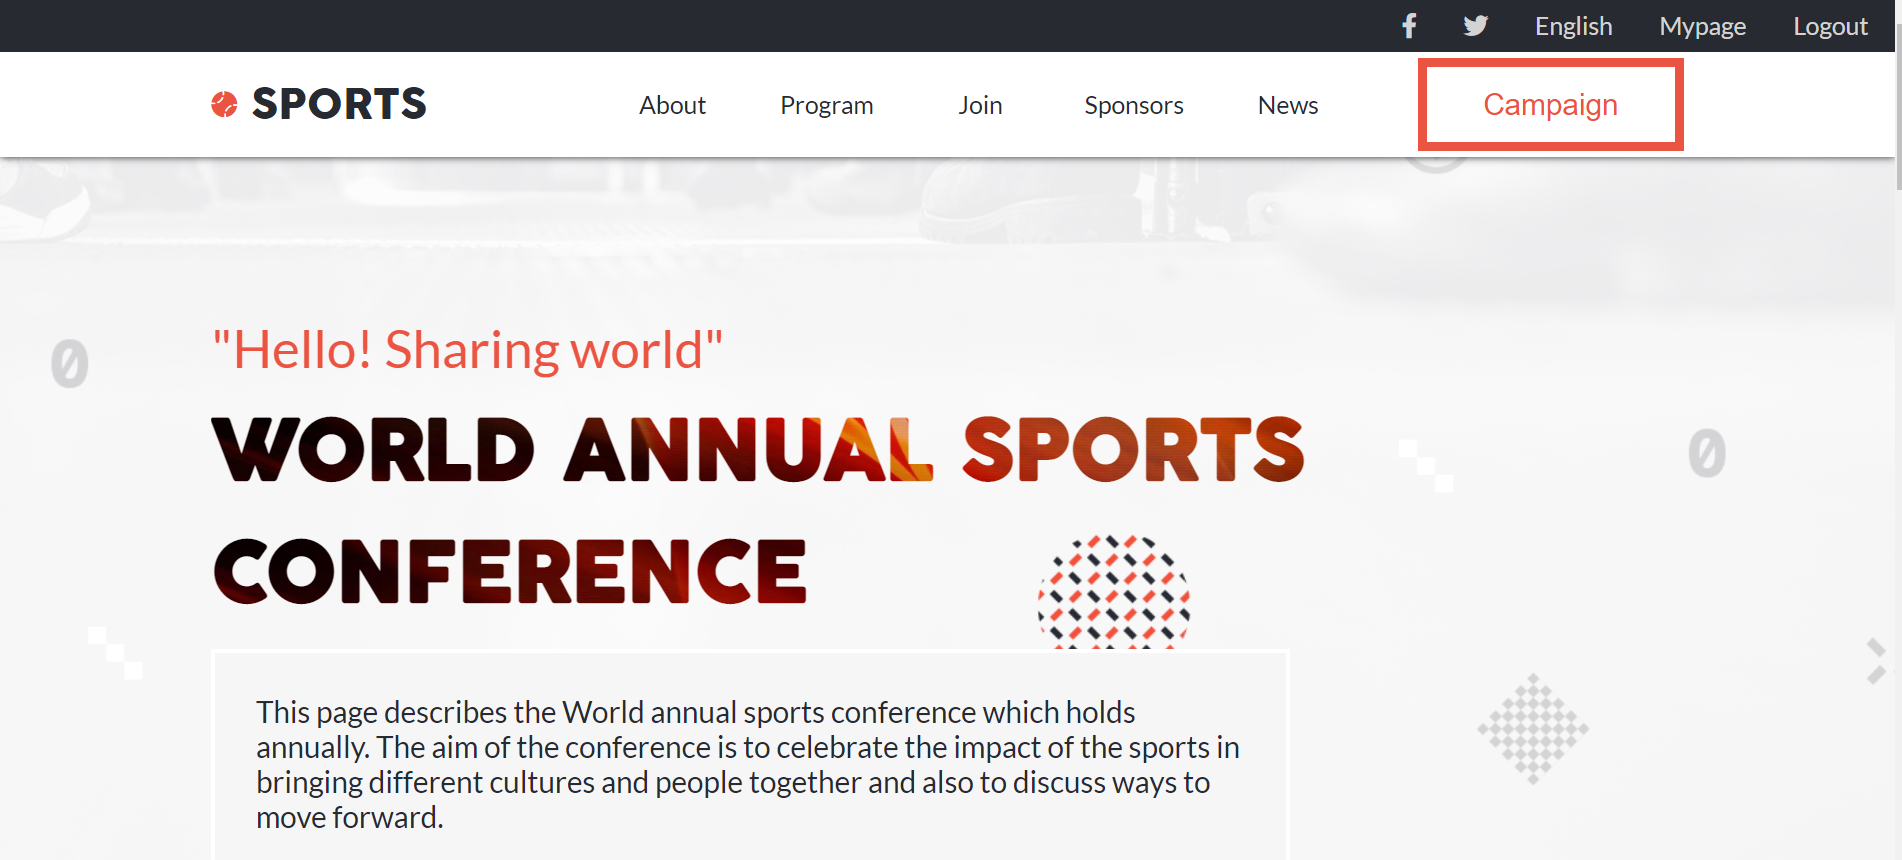 English Mypage Logout
SPORTS About Program Join Sponsors News Campaign
"Hello! Sharing world"
0
WORLD ANNUAL SPORTS
0
CONFERENCE
This page describes the World annual sports conference which holds
annually. The aim of the conference is to celebrate the impact of the sports in
bringing different cultures and people together and also to discuss ways to
move forward.